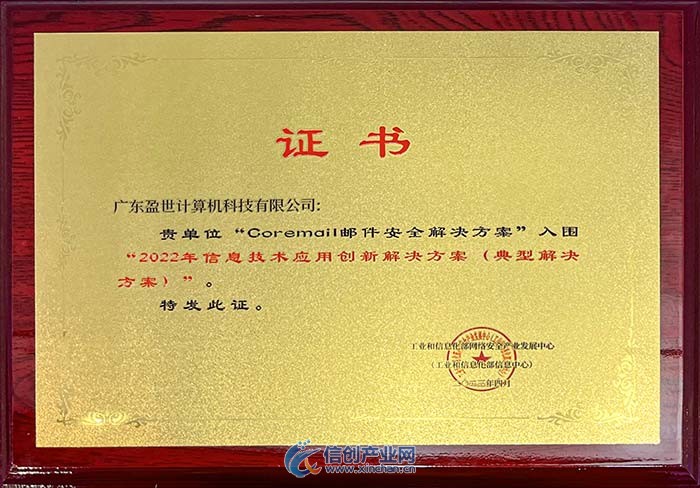 证书
广东盈世计算机科技有限公司:
贵单位“Coremail邮件安全解决方案”入围
“2022年信息技术应用创新解决方案（典型解决
方案）”。
特发此证。
工业和信息化部网络安全产业发展中心
（工业和信息化部信息中心）
年四月
信创产业网
www.xinchan.cn